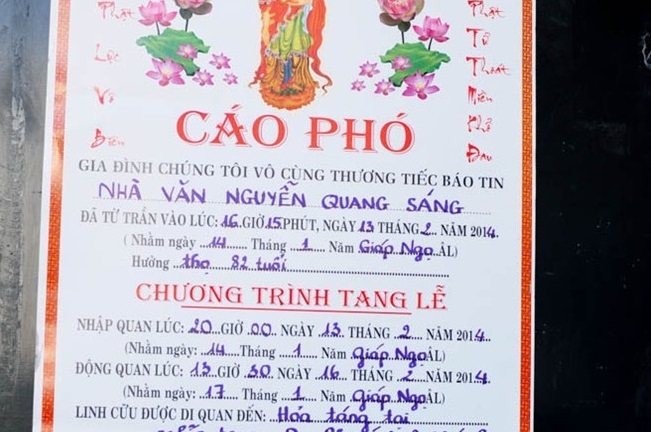 Phật
Lực
Vô
Biên
Phật
Tử
Thoát
Miền
Khổ
Đau
CÁO PHÓ
GIA ĐÌNH CHÚNG TÔI VÔ CÙNG THƯƠNG TIẾC BÁO TIN
NHÀ VĂN NGUYỄN QUANG SÁNG
ĐÃ TỪ TRẦN VÀO LÚC: 16 GIỜ 15 PHÚT, NGÀY 13 THÁNG 2 NĂM 2014
( Nhằm ngày 14 Tháng 1 Năm Giáp Ngọ ÂL)
Hưởng thọ 82 tuổi
CHƯƠNG TRÌNH TANG LỄ
NHẬP QUAN LÚC: 20 GIỜ 00 NGÀY 13 THÁNG 2 NĂM 2014
(Nhằm ngày: 14 Tháng 1 Năm Giáp Ngọ ÂL)
ĐỘNG QUAN LÚC: 13 GIỜ 30 NGÀY 16 THÁNG 2 NĂM 2014
(Nhằm ngày: 17 Tháng 1 Năm Giáp Ngọ ÂL)
LINH CỮU ĐƯỢC DI QUAN ĐẾN: Hỏa táng tại